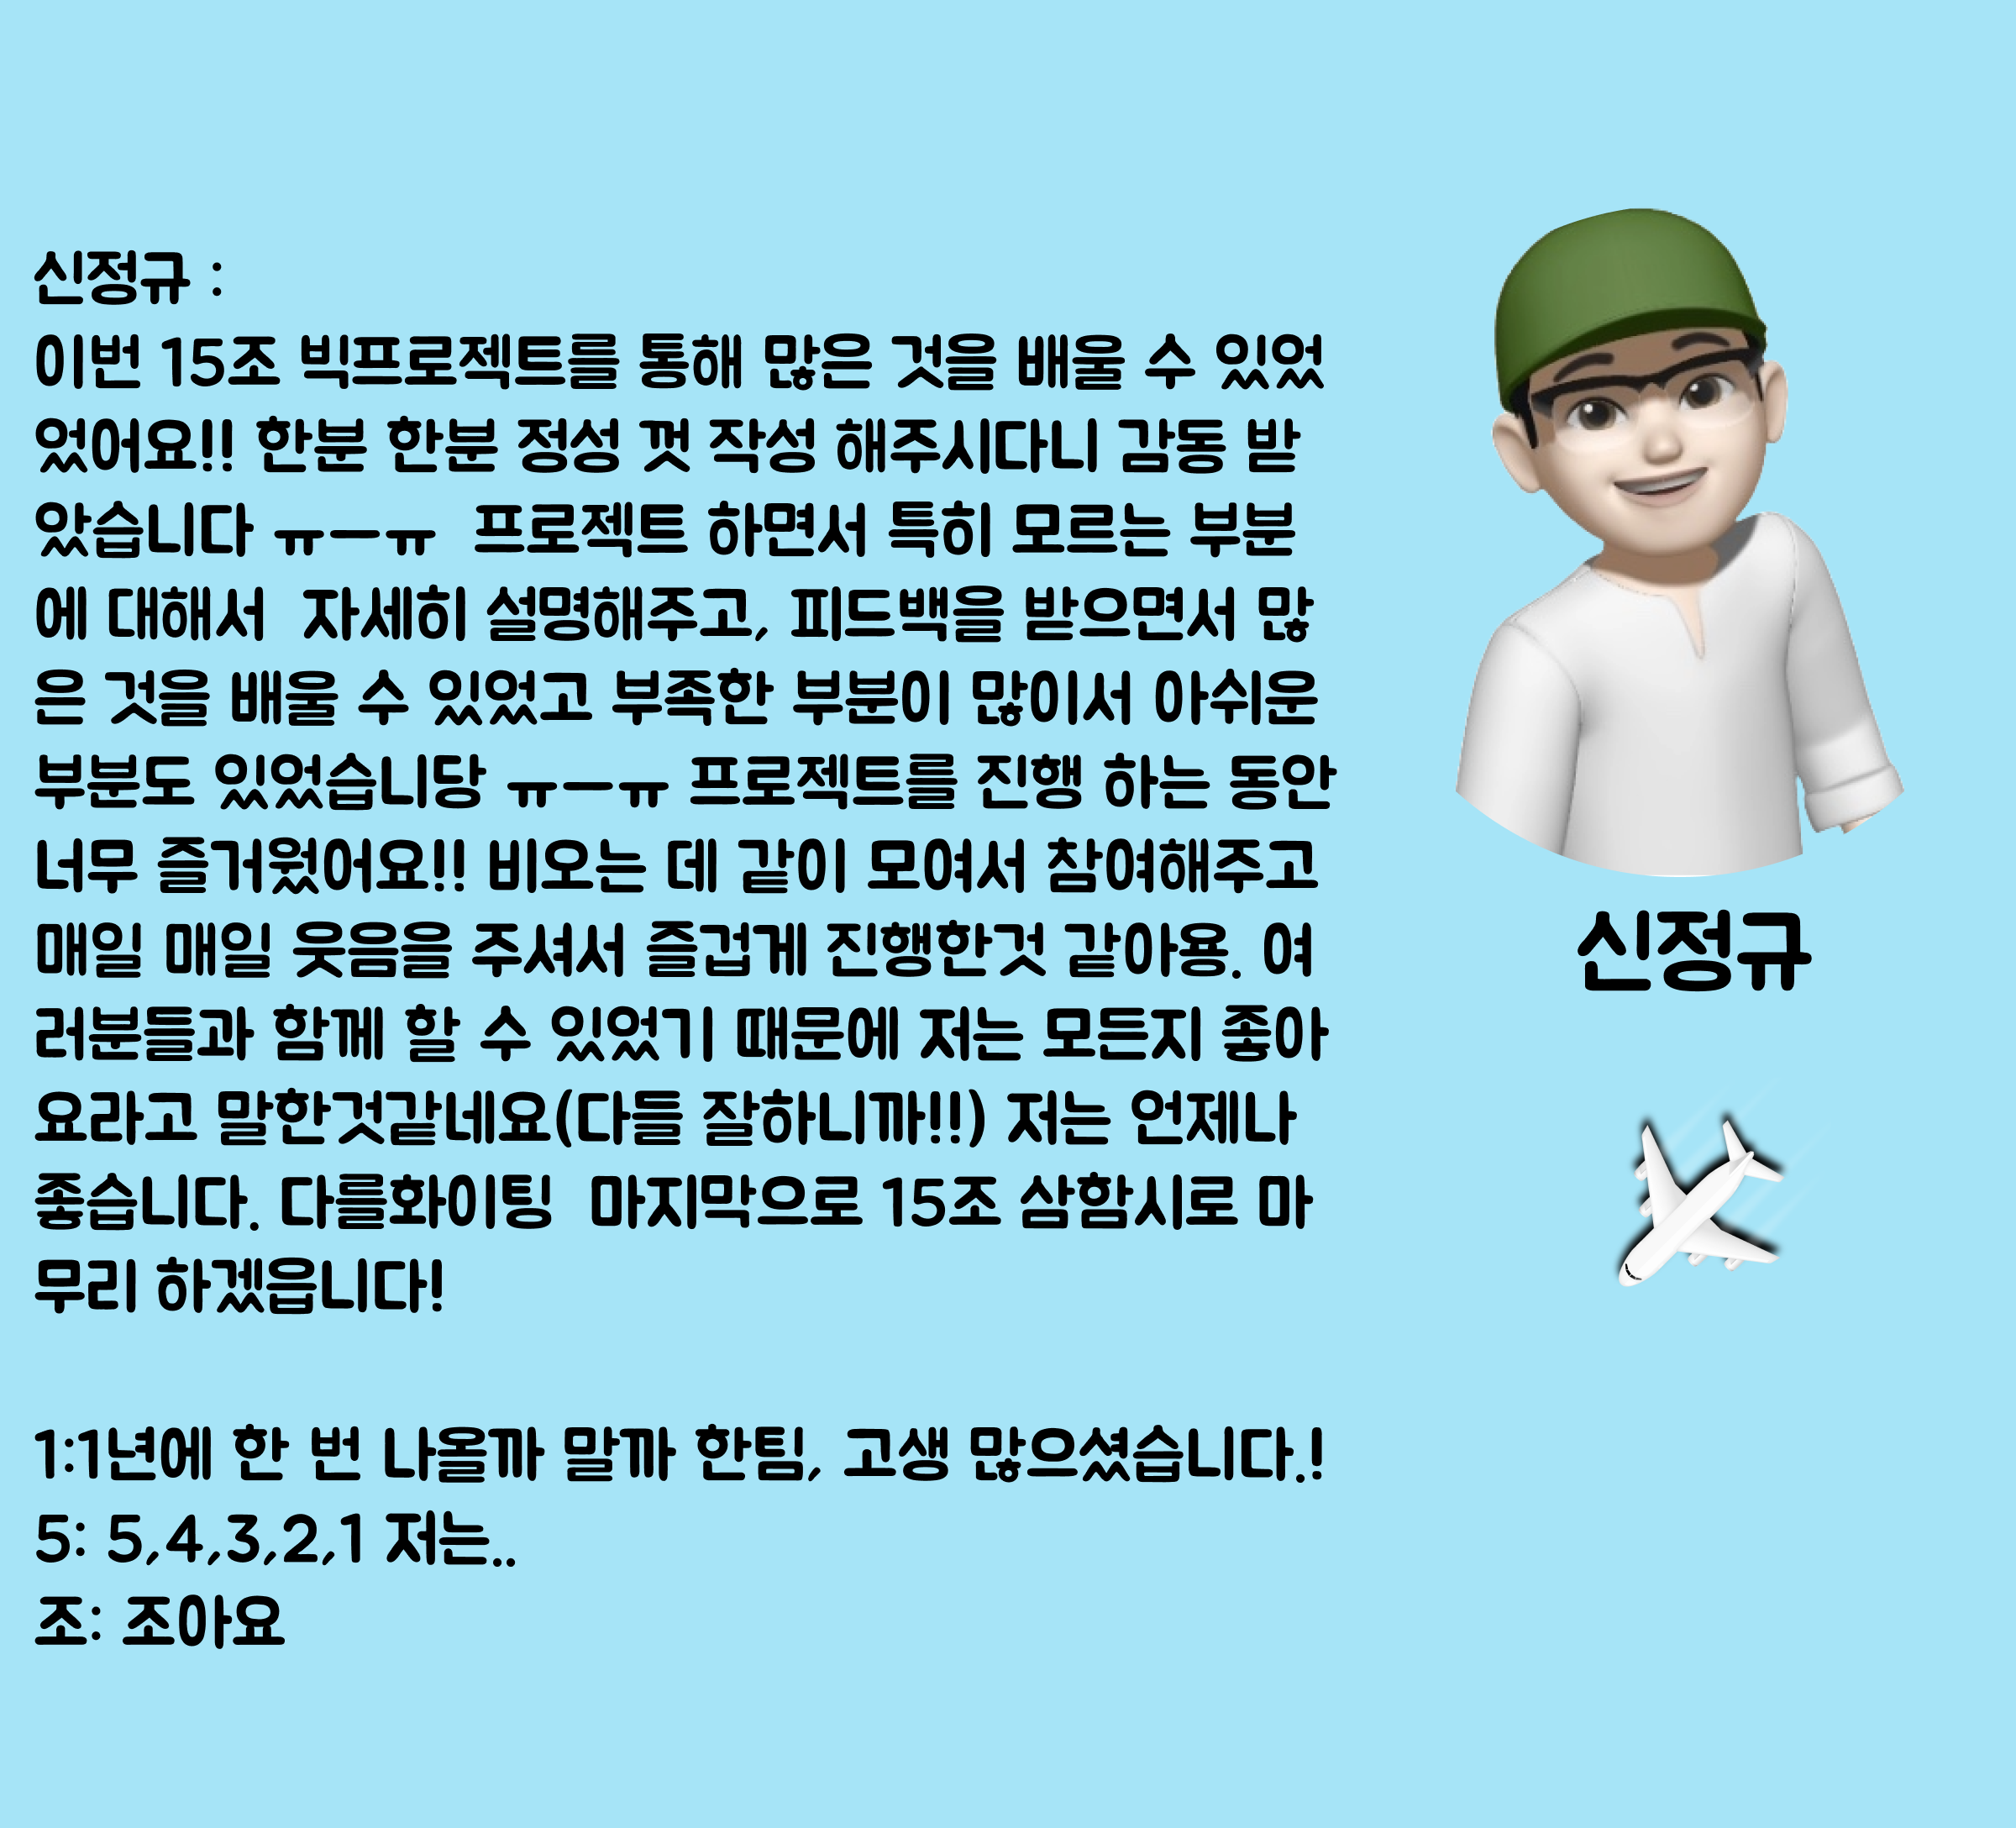 신정규 :
이번 15조 빅프로젝트를 통해 많은 것을 배울 수 있었
었어요!! 한분 한분 정성 껏 작성 해주시다니 감동 받
았습니다 ㅠㅡㅠ 프로젝트 하면서 특히 모르는 부분
에 대해서 자세히 설명해주고, 피드백을 받으면서 많
은 것을 배울 수 있었고 부족한 부분이 많이서 아쉬운
부분도 있었습니당 ㅠㅡㅠ 프로젝트를 진행 하는 동안
너무 즐거웠어요!! 비오는 데 같이 모여서 참여해주고
매일 매일 웃음을 주셔서 즐겁게 진행한것 같아용. 여
러분들과 함께 할 수 있었기 때문에 저는 모든지 좋아
요라고 말한것같네요(다들 잘하니까!!) 저는 언제나
좋습니다. 다를화이팅 마지막으로 15조 삼함시로 마
무리 하겠읍니다!
1:1년에 한 번 나올까 말까 한팀, 고생 많으셨습니다.!
5: 5,4,3,2,1 저는..
조: 조아요
신정규